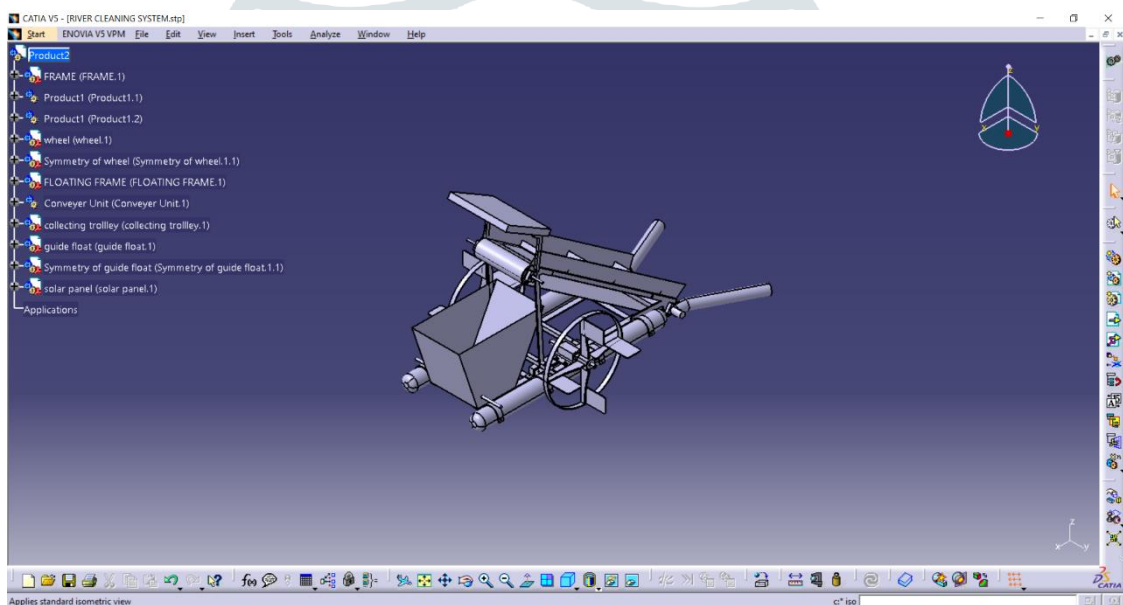 CATIA V5 - [RIVER CLEANING SYSTEM.stp]
Start ENOVIA V5 VPM File Edit View Insert Tools Analyze Window Help
Product2
FRAME (FRAME.1)
Product1 (Product1.1)
Product1 (Product1.2)
wheel (wheel.1)
Symmetry of wheel (Symmetry of wheel.1.1)
FLOATING FRAME (FLOATING FRAME.1)
Conveyer Unit (Conveyer Unit.1)
collecting trollley (collecting trollley.1)
guide float (guide float.1)
Symmetry of guide float (Symmetry of guide float.1.1)
solar panel (solar panel.1)
Applications
z
x y
CATIA
Applies standard isometric view
c:* iso